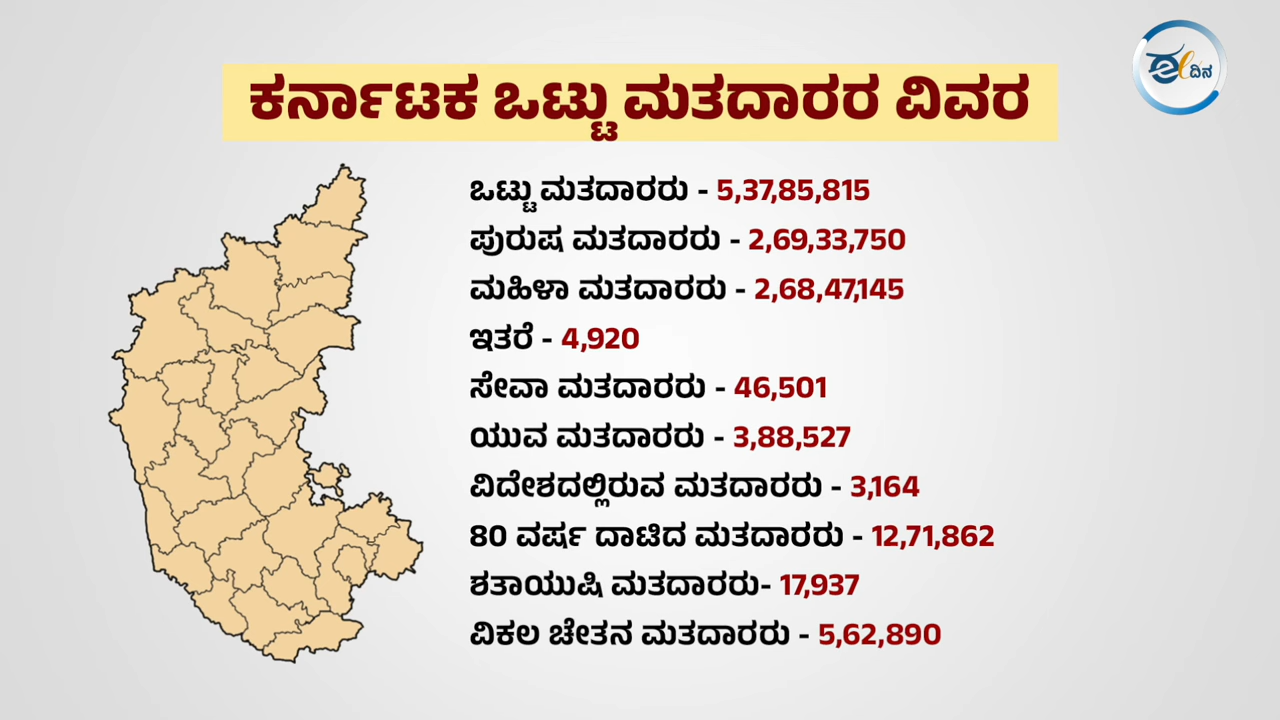 ಕರ್ನಾಟಕ ಒಟ್ಟು ಮತದಾರರ ವಿವರ
ಈ ದಿನ
ಒಟ್ಟು ಮತದಾರರು - 5,37,85,815
ಪುರುಷ ಮತದಾರರು - 2,69,33,750
ಮಹಿಳಾ ಮತದಾರರು - 2,68,47,145
ಇತರೆ - 4,920
ಸೇವಾ ಮತದಾರರು - 46,501
ಯುವ ಮತದಾರರು - 3,88,527
ವಿದೇಶದಲ್ಲಿರುವ ಮತದಾರರು - 3,164
80 ವರ್ಷ ದಾಟಿದ ಮತದಾರರು - 12,71,862
ಶತಾಯುಷಿ ಮತದಾರರು- 17,937
ವಿಕಲ ಚೇತನ ಮತದಾರರು - 5,62,890